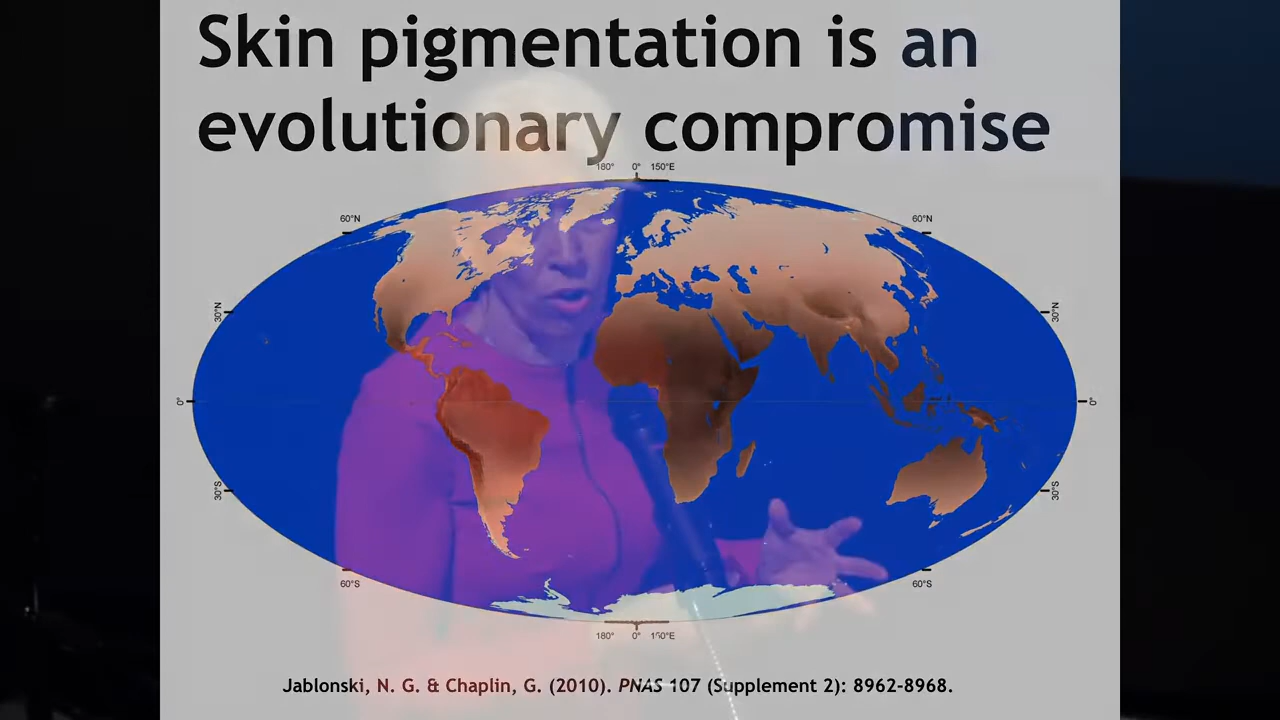 Skin pigmentation is an
evolutionary compromise
180° 0° 150°E
60°N 60°N
30°N 30°N
0° 0°
30°S 30°S
60°S 60°S
180° 0° 150°E
Jablonski, N. G. & Chaplin, G. (2010). PNAS 107 (Supplement 2): 8962-8968.